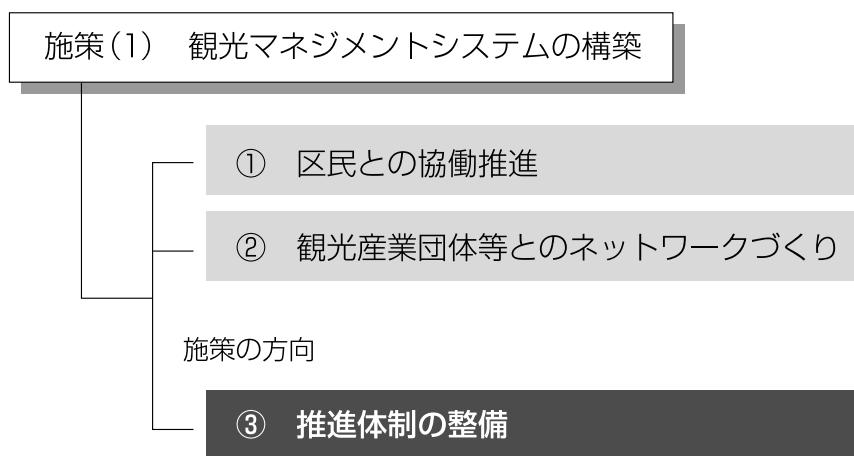 施策(1)　観光マネジメントシステムの構築
①　区民との協働推進
②　観光産業団体等とのネットワークづくり
施策の方向
③　推進体制の整備